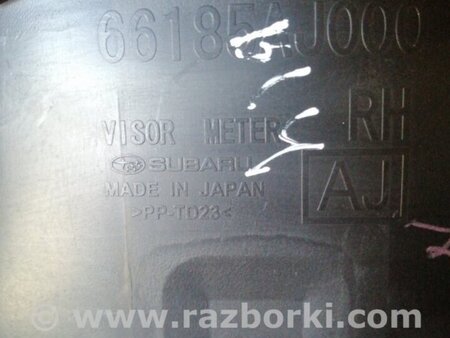 66185AJ000
VISOR METER RH
SUBARU
MADE IN JAPAN AJ
>PP-TD23<
www.razborki.com